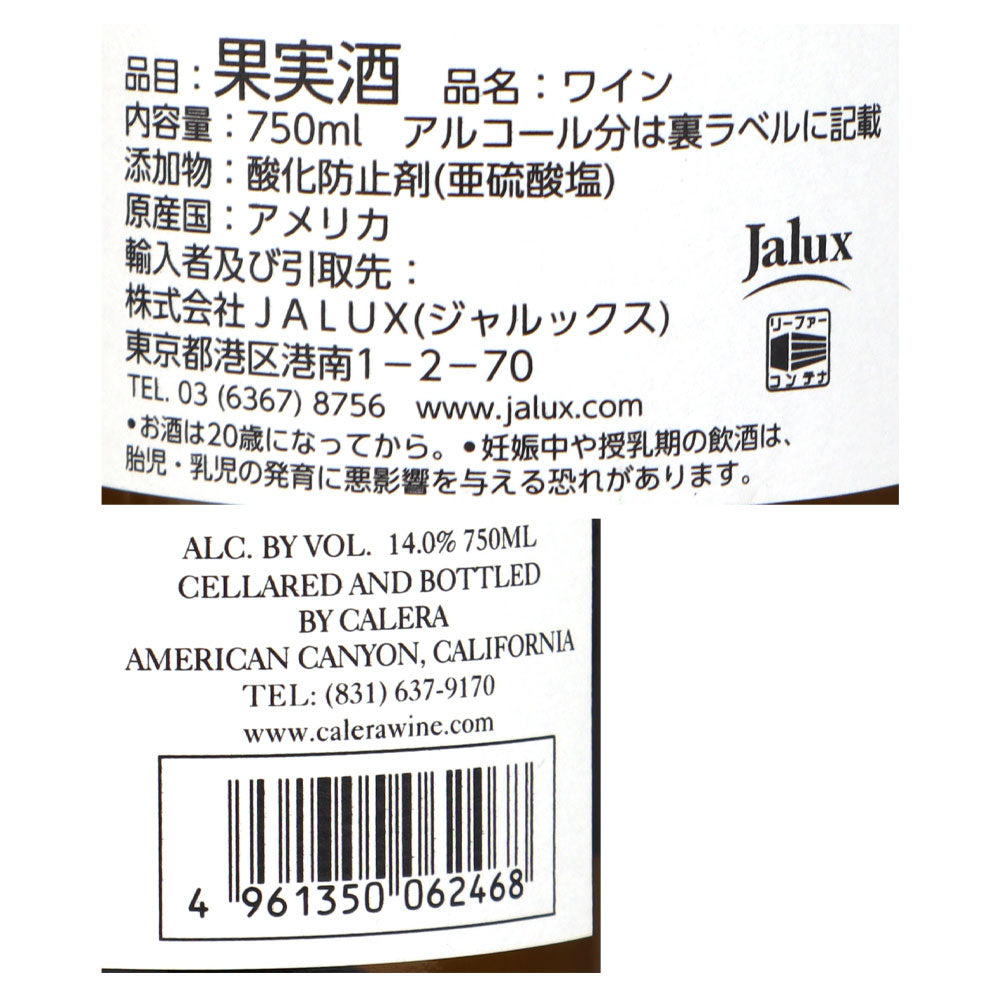 品目：果実酒　品名：ワイン
内容量：750ml　アルコール分は裏ラベルに記載
添加物：酸化防止剤(亜硫酸塩)
原産国：アメリカ
輸入者及び引取先：
株式会社ＪＡＬＵＸ(ジャルックス)
東京都港区港南1－2－70
TEL. 03 (6367) 8756　www.jalux.com
•お酒は20歳になってから。•妊娠中や授乳期の飲酒は、
胎児・乳児の発育に悪影響を与える恐れがあります。
Jalux
リーファー
コンテナ
ALC. BY VOL. 14.0% 750ML
CELLARED AND BOTTLED
BY CALERA
AMERICAN CANYON, CALIFORNIA
TEL: (831) 637-9170
www.calerawine.com
4 961350 062468